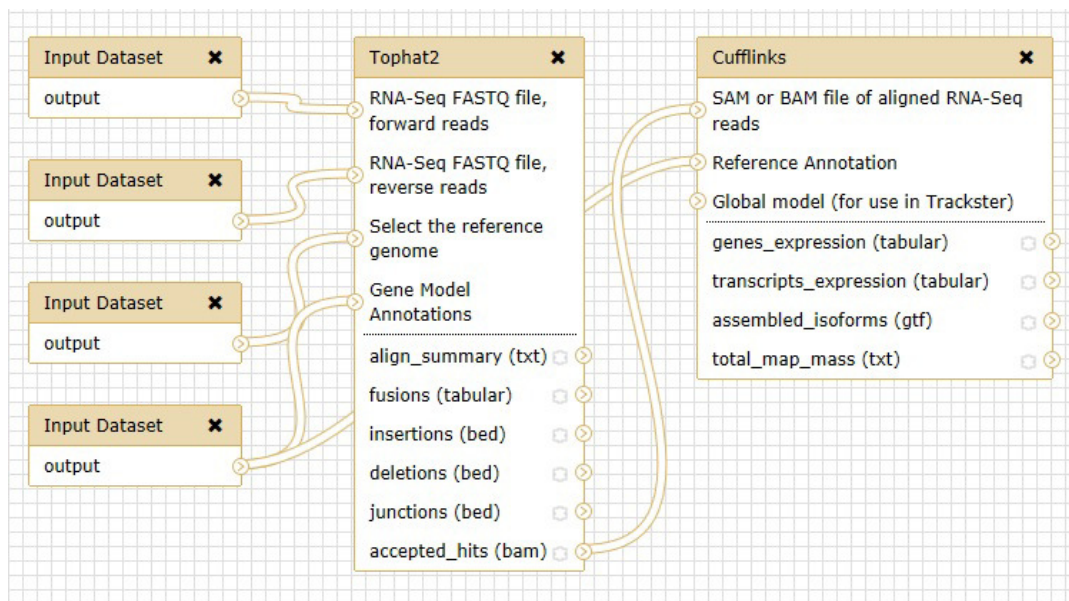 Input Dataset
output
Input Dataset
output
Input Dataset
output
Input Dataset
output
Tophat2
RNA-Seq FASTQ file,
forward reads
RNA-Seq FASTQ file,
reverse reads
Select the reference
genome
Gene Model
Annotations
align_summary (txt)
fusions (tabular)
insertions (bed)
deletions (bed)
junctions (bed)
accepted_hits (bam)
Cufflinks
SAM or BAM file of aligned RNA-Seq
reads
Reference Annotation
Global model (for use in Trackster)
genes_expression (tabular)
transcripts_expression (tabular)
assembled_isoforms (gtf)
total_map_mass (txt)